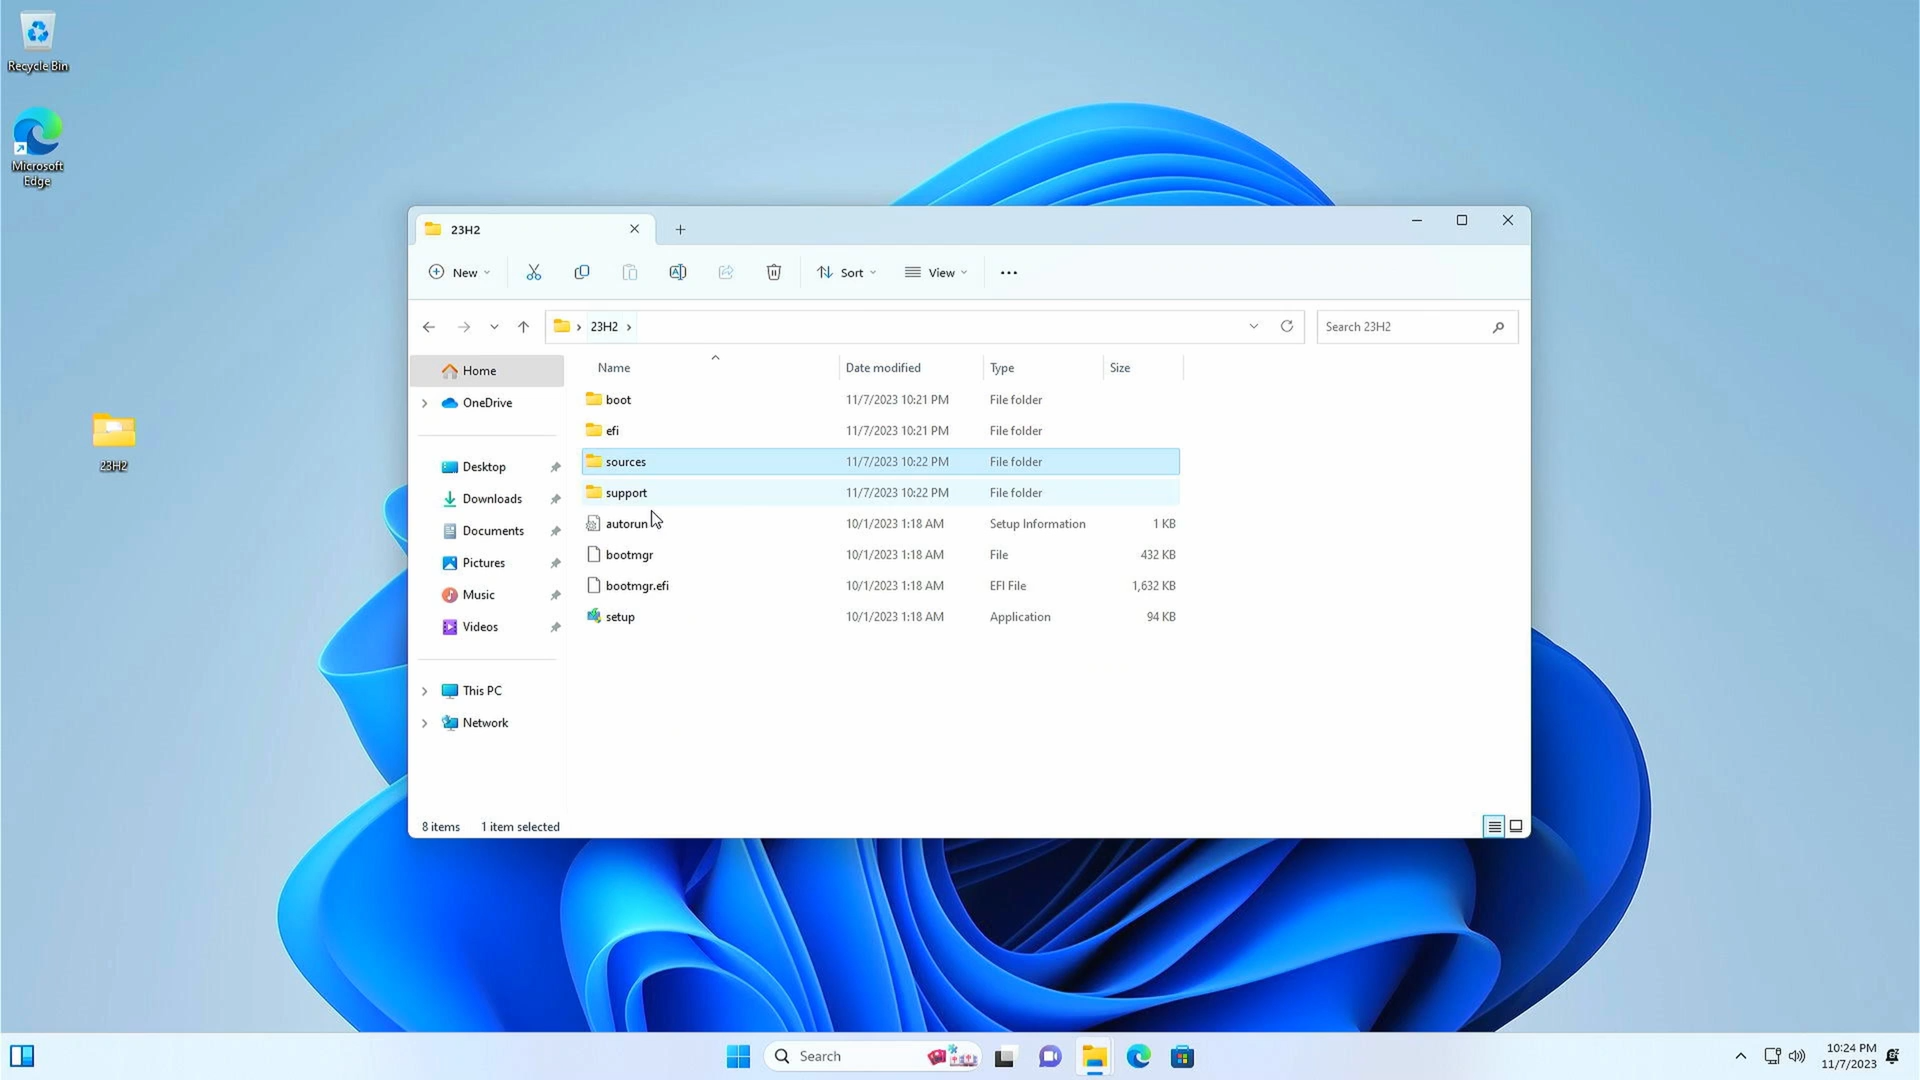 Recycle Bin
Microsoft
Edge
23H2
23H2
New
Sort
View
23H2
Search 23H2
Home
OneDrive
Desktop
Downloads
Documents
Pictures
Music
Videos
This PC
Network
Name Date modified Type Size
boot 11/7/2023 10:21 PM File folder
efi 11/7/2023 10:21 PM File folder
sources 11/7/2023 10:22 PM File folder
support 11/7/2023 10:22 PM File folder
autorun 10/1/2023 1:18 AM Setup Information 1 KB
bootmgr 10/1/2023 1:18 AM File 432 KB
bootmgr.efi 10/1/2023 1:18 AM EFI File 1,632 KB
setup 10/1/2023 1:18 AM Application 94 KB
8 items 1 item selected
Search
10:24 PM
11/7/2023